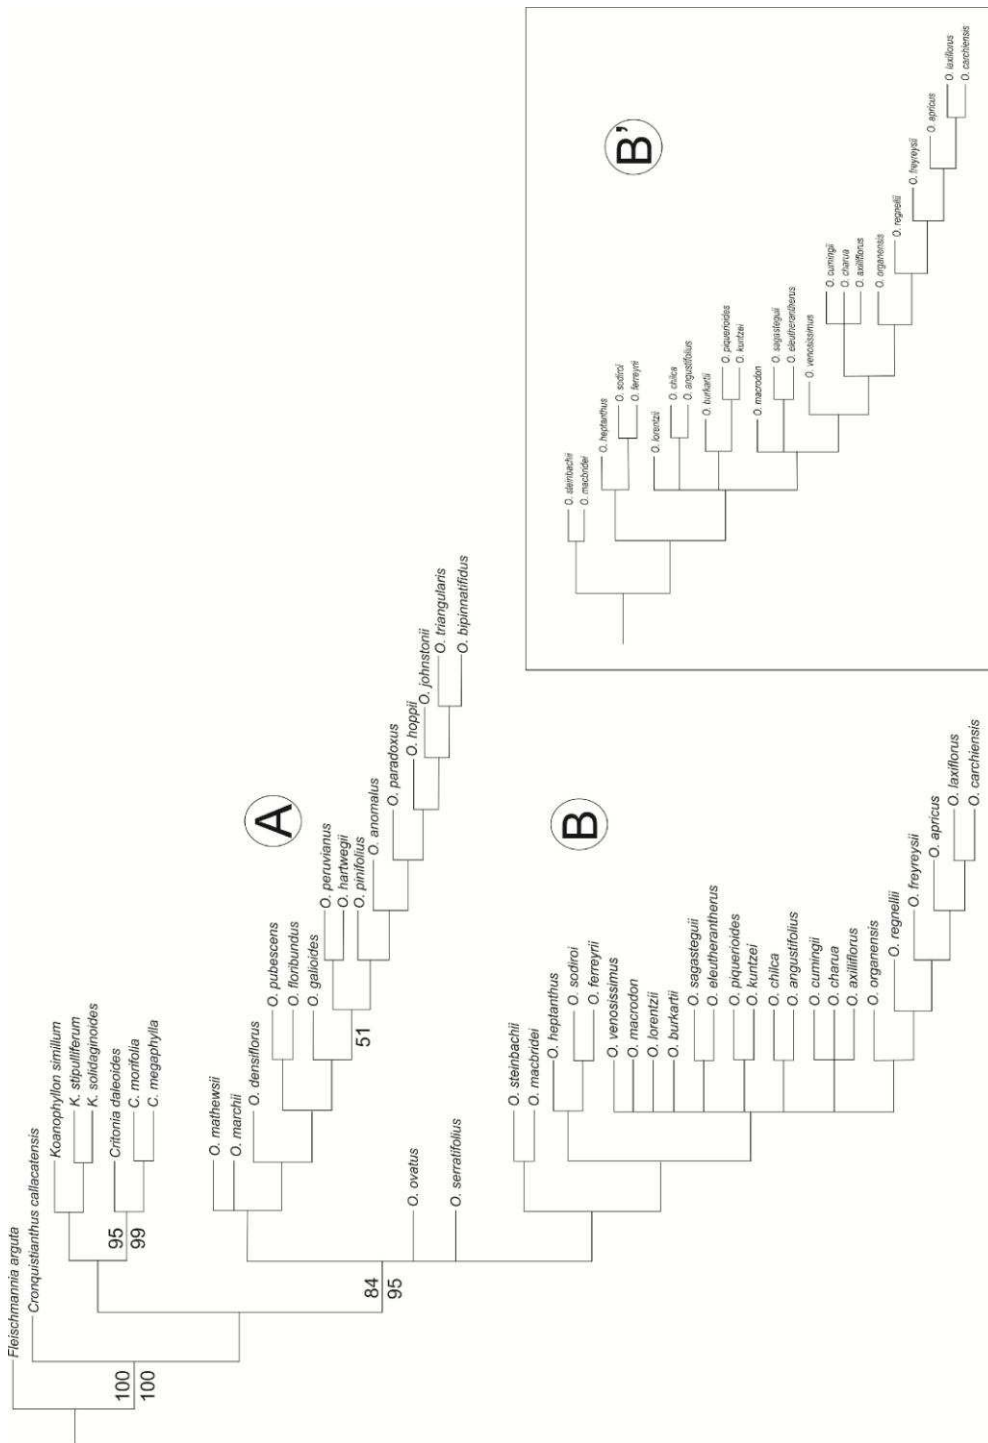 Fleischmannia arguta
Cronquistianthus callacatensis
Koanophyllon simillum
K. stipuliferum
K. solidaginoides
Critonia daleoides
C. morifolia
C. megaphylla
100
100
95
99
O. mathewsii
O. marchii
O. densiflorus
O. pubescens
O. floribundus
O. galioides
O. peruvianus
O. hartwegii
O. pinifolius
O. anomalus
O. paradoxus
O. hoppii
O. johnstonii
O. triangularis
O. bipinnatifidus
51
A
84
95
O. ovatus
O. serratifolius
O. steinbachii
O. macbridei
O. heptanthus
O. sodiroi
O. ferreyrii
O. venosissimus
O. macrodon
O. lorentzii
O. burkartii
O. sagasteguii
O. eleutherantherus
O. piquerioides
O. kuntzei
O. chilca
O. angustifolius
O. cumingii
O. charua
O. axilliflorus
O. organensis
O. regnellii
O. freyreysii
O. apricus
O. laxiflorus
O. carchiensis
B
O. steinbachii
O. macbridei
O. heptanthus
O. sodiroi
O. ferreyrii
O. lorentzii
O. chilca
O. angustifolius
O. burkartii
O. piquerioides
O. kuntzei
O. macrodon
O. sagasteguii
O. eleutherantherus
O. venosissimus
O. cumingii
O. charua
O. axiliflorus
O. organensis
O. regnellii
O. freyreysii
O. apricus
O. laxiflorus
O. carchiensis
B'